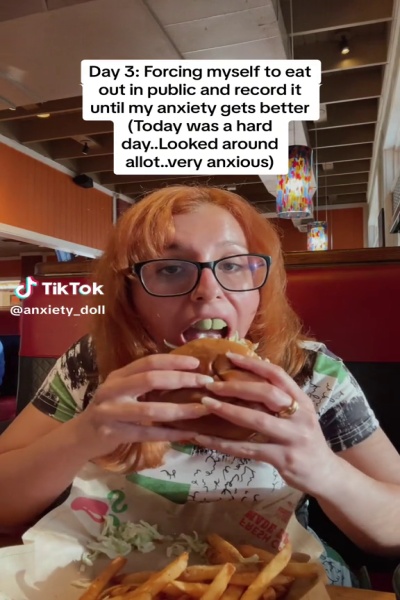 Day 3: Forcing myself to eat
out in public and record it
until my anxiety gets better
(Today was a hard
day..Looked around
allot..very anxious)
TikTok
@anxiety_doll